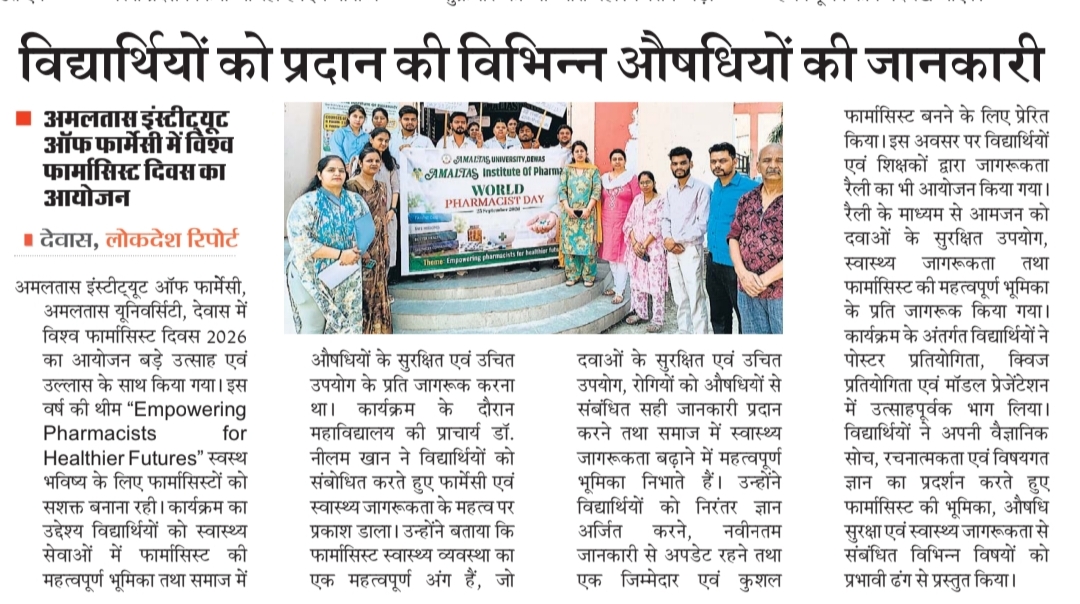 विद्यार्थियों को प्रदान की विभिन्न औषधियों की जानकारी
अमलतास इंस्टीट्यूट
ऑफ फार्मेसी में विश्व
फार्मासिस्ट दिवस का
आयोजन
देवास, लोकदेश रिपोर्ट
अमलतास इंस्टीट्यूट ऑफ फार्मेसी,
अमलतास यूनिवर्सिटी, देवास में
विश्व फार्मासिस्ट दिवस 2026
का आयोजन बड़े उत्साह एवं
उल्लास के साथ किया गया। इस
वर्ष की थीम “Empowering
Pharmacists for
Healthier Futures” स्वस्थ
भविष्य के लिए फार्मासिस्टों को
सशक्त बनाना रही। कार्यक्रम का
उद्देश्य विद्यार्थियों को स्वास्थ्य
सेवाओं में फार्मासिस्ट की
महत्वपूर्ण भूमिका तथा समाज में
AMALTAS UNIVERSITY, DEWAS
AMALTAS Institute Of Pharma
WORLD
PHARMACIST DAY
25 September 2026
Theme: Empowering pharmacists for healthier futu
औषधियों के सुरक्षित एवं उचित
उपयोग के प्रति जागरूक करना
था। कार्यक्रम के दौरान
महाविद्यालय की प्राचार्य डॉ.
नीलम खान ने विद्यार्थियों को
संबोधित करते हुए फार्मेसी एवं
स्वास्थ्य जागरूकता के महत्व पर
प्रकाश डाला। उन्होंने बताया कि
फार्मासिस्ट स्वास्थ्य व्यवस्था का
एक महत्वपूर्ण अंग हैं, जो
दवाओं के सुरक्षित एवं उचित
उपयोग, रोगियों को औषधियों से
संबंधित सही जानकारी प्रदान
करने तथा समाज में स्वास्थ्य
जागरूकता बढ़ाने में महत्वपूर्ण
भूमिका निभाते हैं। उन्होंने
विद्यार्थियों को निरंतर ज्ञान
अर्जित करने, नवीनतम
जानकारी से अपडेट रहने तथा
एक जिम्मेदार एवं कुशल
फार्मासिस्ट बनने के लिए प्रेरित
किया। इस अवसर पर विद्यार्थियों
एवं शिक्षकों द्वारा जागरूकता
रैली का भी आयोजन किया गया।
रैली के माध्यम से आमजन को
दवाओं के सुरक्षित उपयोग,
स्वास्थ्य जागरूकता तथा
फार्मासिस्ट की महत्वपूर्ण भूमिका
के प्रति जागरूक किया गया।
कार्यक्रम के अंतर्गत विद्यार्थियों ने
पोस्टर प्रतियोगिता, क्विज
प्रतियोगिता एवं मॉडल प्रेजेंटेशन
में उत्साहपूर्वक भाग लिया।
विद्यार्थियों ने अपनी वैज्ञानिक
सोच, रचनात्मकता एवं विषयगत
ज्ञान का प्रदर्शन करते हुए
फार्मासिस्ट की भूमिका, औषधि
सुरक्षा एवं स्वास्थ्य जागरूकता से
संबंधित विभिन्न विषयों को
प्रभावी ढंग से प्रस्तुत किया।